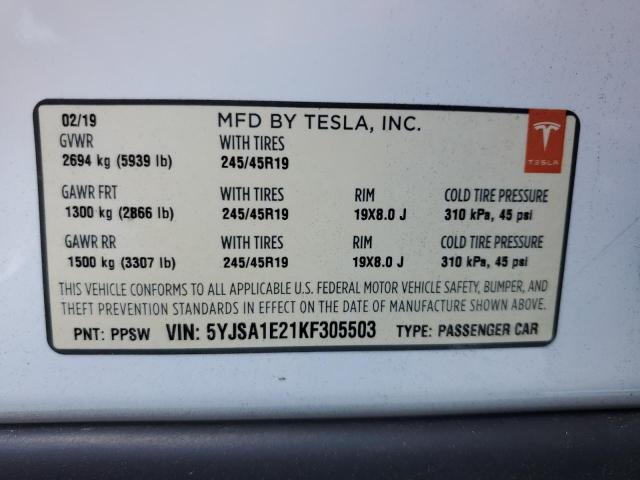 02/19 MFD BY TESLA, INC.
GVWR WITH TIRES
2694 kg (5939 lb) 245/45R19
TESLA
GAWR FRT WITH TIRES RIM COLD TIRE PRESSURE
1300 kg (2866 lb) 245/45R19 19X8.0 J 310 kPa, 45 psi
GAWR RR WITH TIRES RIM COLD TIRE PRESSURE
1500 kg (3307 lb) 245/45R19 19X8.0 J 310 kPa, 45 psi
THIS VEHICLE CONFORMS TO ALL APPLICABLE U.S. FEDERAL MOTOR VEHICLE SAFETY, BUMPER, AND
THEFT PREVENTION STANDARDS IN EFFECT ON THE DATE OF MANUFACTURE SHOWN ABOVE.
PNT: PPSW VIN: 5YJSA1E21KF305503 TYPE: PASSENGER CAR